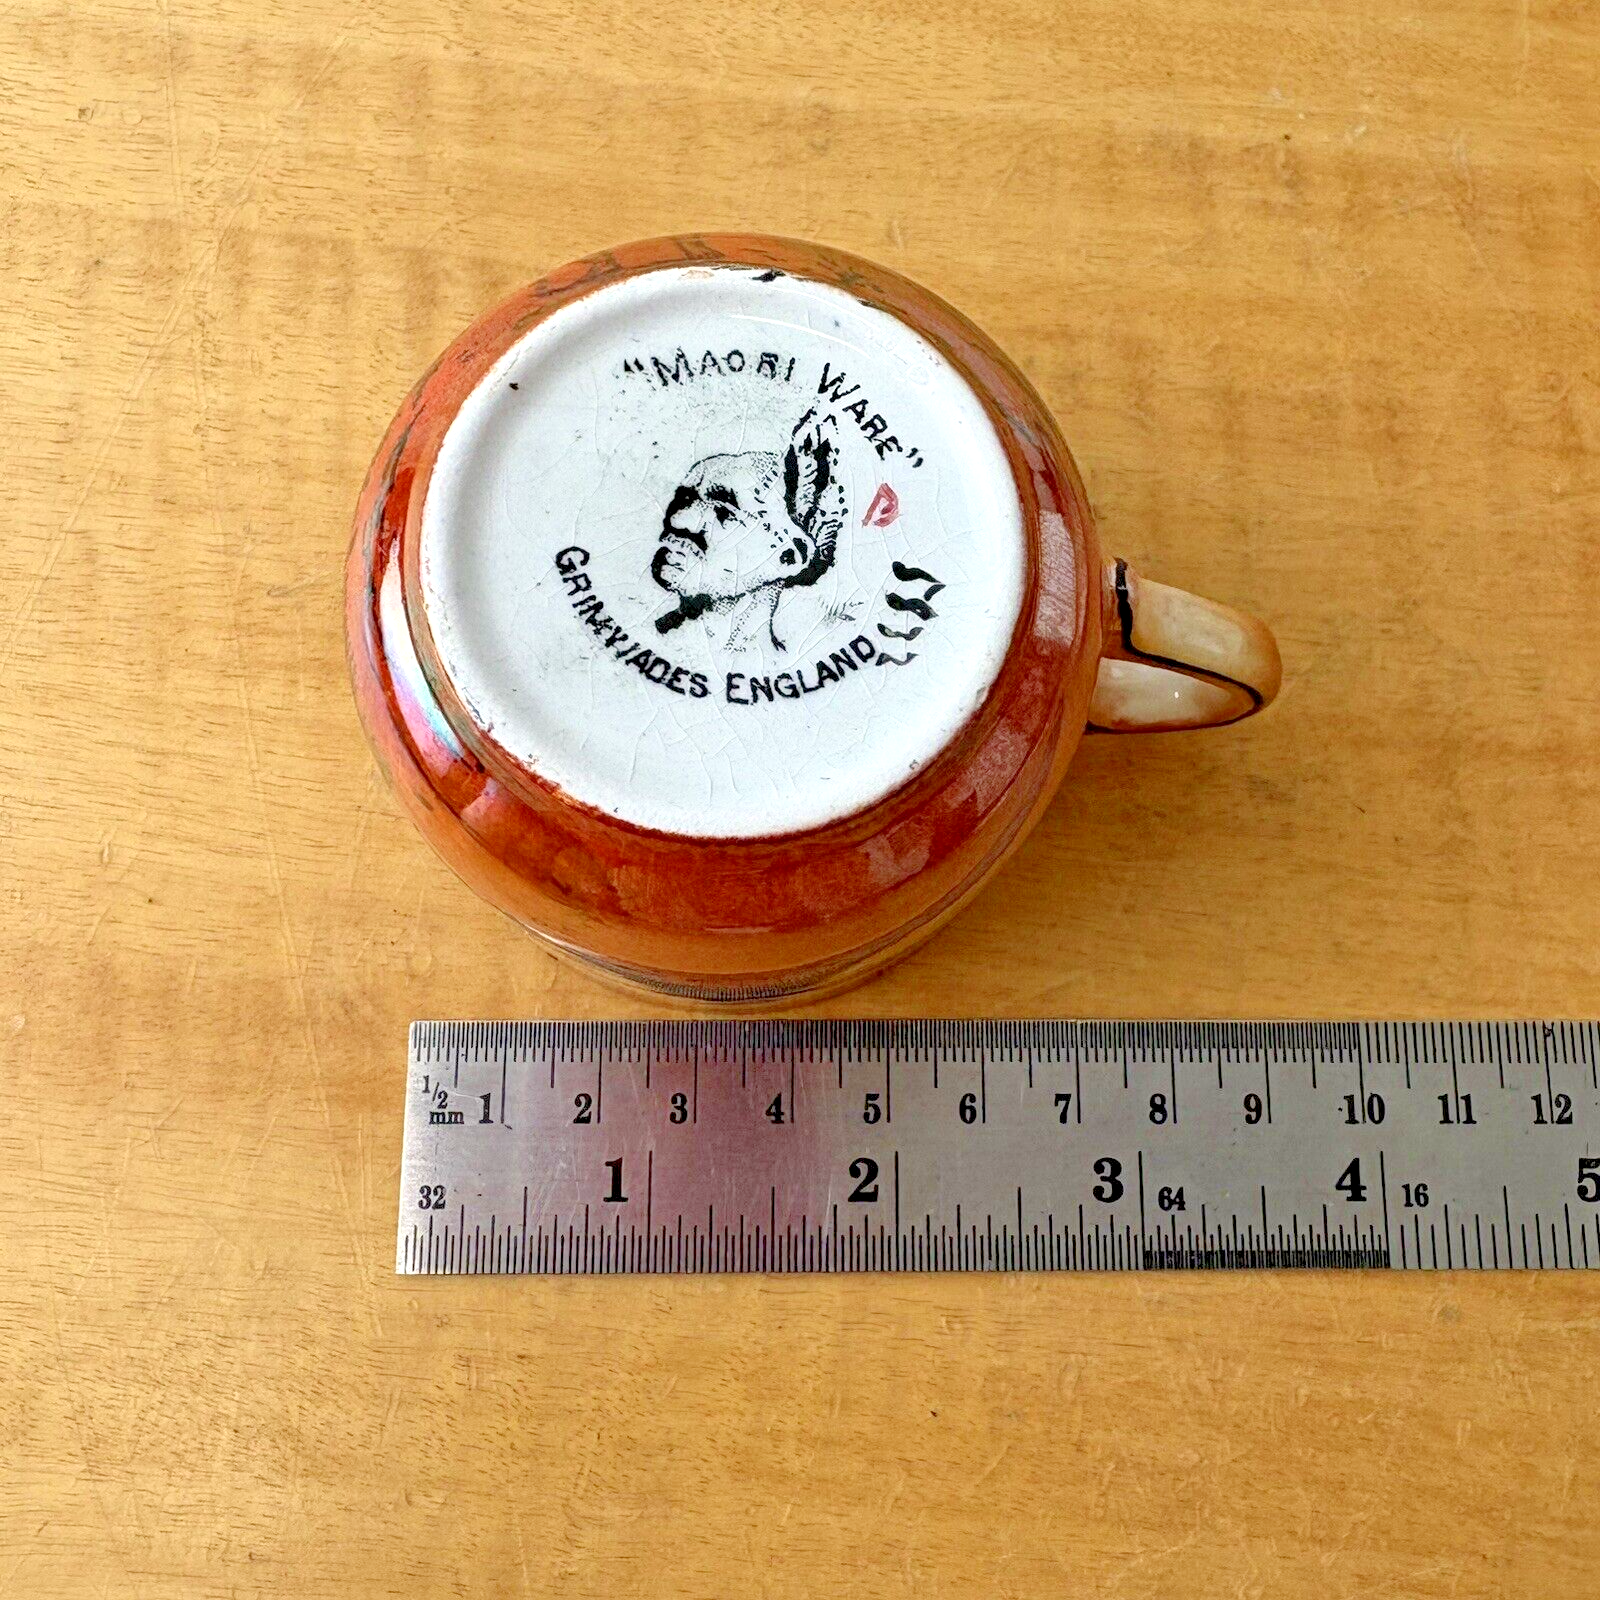 "MAORI WARE"
GRIMWADES ENGLAND
1/2 mm 1 2 3 4 5 6 7 8 9 10 11 12
1 2 3 4 5
32 64 16